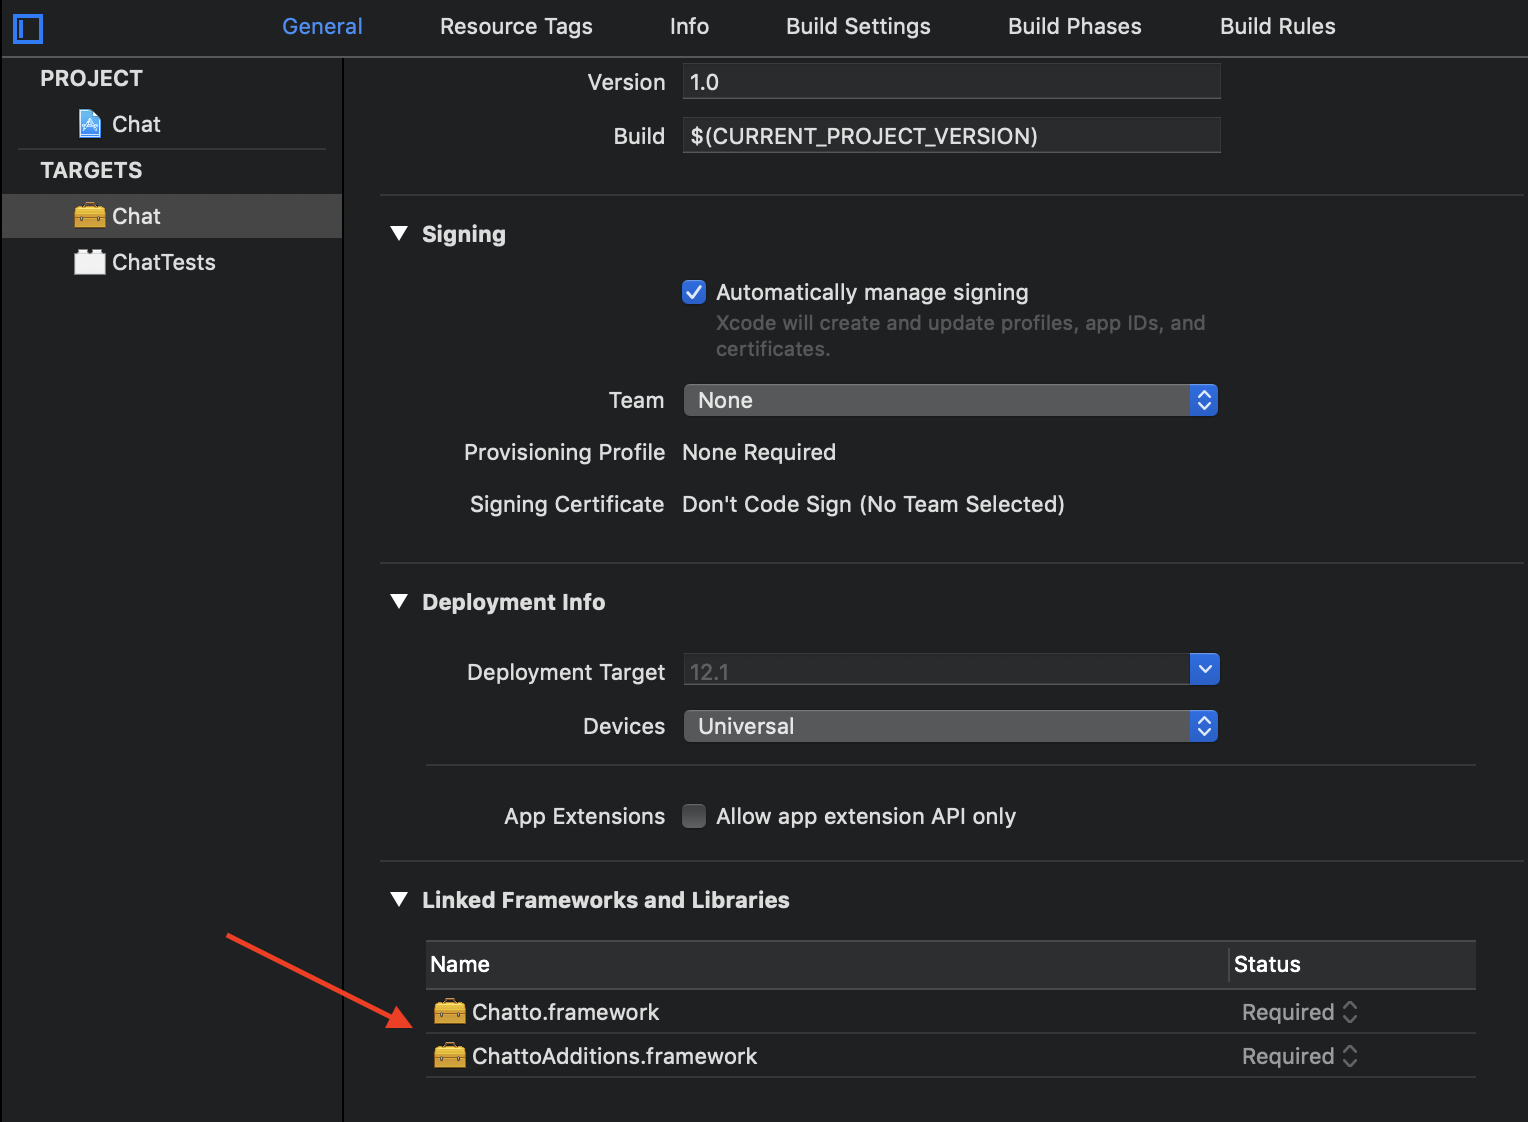 General Resource Tags Info Build Settings Build Phases Build Rules
PROJECT
Chat
TARGETS
Chat
ChatTests
Version 1.0
Build $(CURRENT_PROJECT_VERSION)
Signing
Automatically manage signing
Xcode will create and update profiles, app IDs, and
certificates.
Team None
Provisioning Profile None Required
Signing Certificate Don't Code Sign (No Team Selected)
Deployment Info
Deployment Target 12.1
Devices Universal
App Extensions Allow app extension API only
Linked Frameworks and Libraries
Name Status
Chatto.framework Required
ChattoAdditions.framework Required